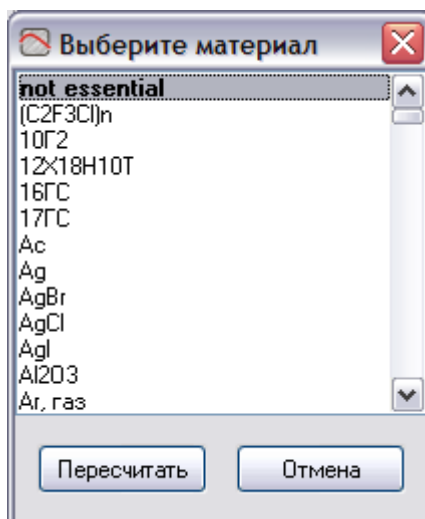 Выберите материал
not essential
(C2F3Cl)n
10Г2
12Х18Н10Т
16ГС
17ГС
Ac
Ag
AgBr
AgCl
AgI
Al2O3
Ar, газ
Пересчитать
Отмена